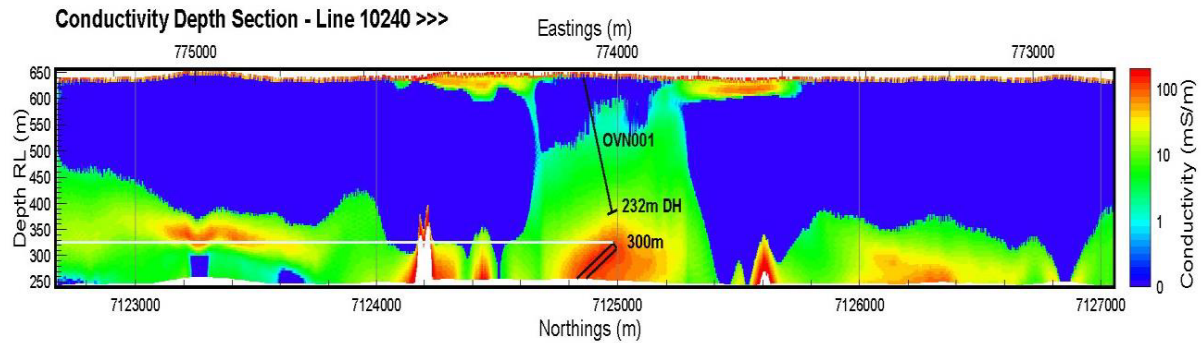 Conductivity Depth Section - Line 10240 >>>
Eastings (m)
775000 774000 773000
Depth RL (m)
650
600
550
500
450
400
350
300
250
OVN001
232m DH
300m
7123000 7124000 7125000 7126000 7127000
Northings (m)
100
10
1
0
Conductivity (mS/m)